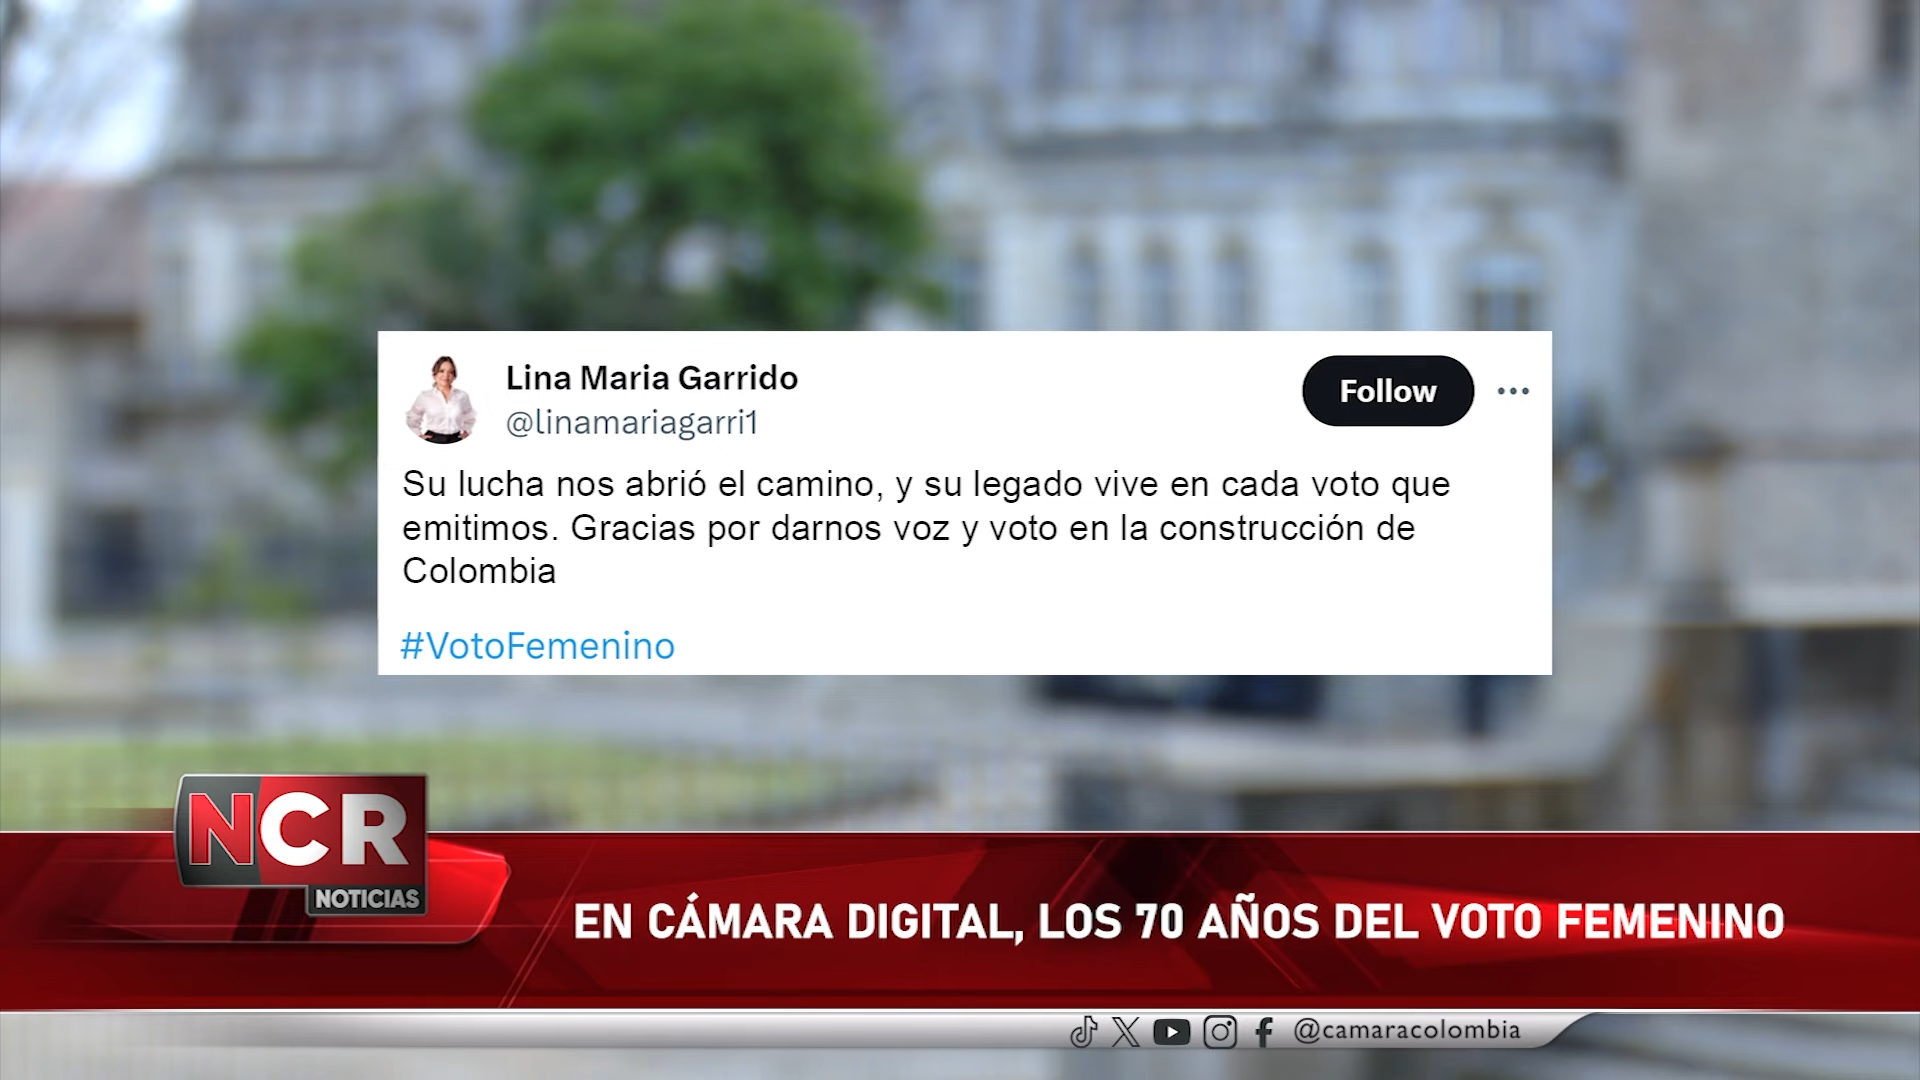 Lina Maria Garrido
Follow
@linamariagarri1
Su lucha nos abrió el camino, y su legado vive en cada voto que
emitimos. Gracias por darnos voz y voto en la construcción de
Colombia
#VotoFemenino
NCR
NOTICIAS
EN CÁMARA DIGITAL, LOS 70 AÑOS DEL VOTO FEMENINO
@camaracolombia